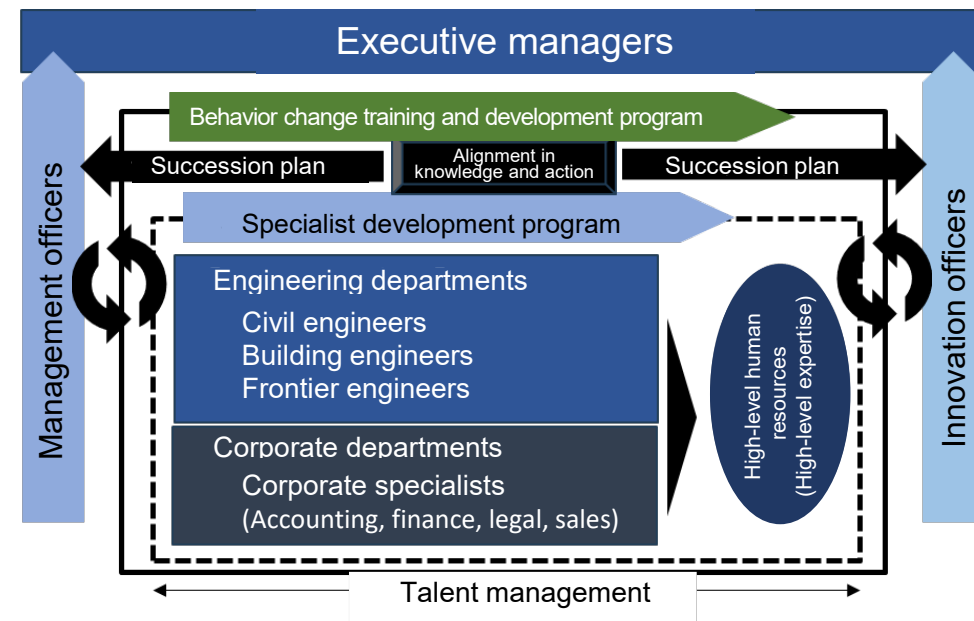 Executive managers
Behavior change training and development program
Succession plan
Alignment in
knowledge and action
Succession plan
Specialist development program
Management officers
Engineering departments
Civil engineers
Building engineers
Frontier engineers
Corporate departments
Corporate specialists
(Accounting, finance, legal, sales)
High-level human
resources
(High-level expertise)
Innovation officers
Talent management